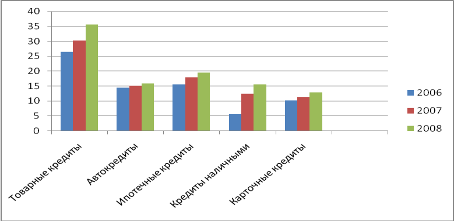 40
35
30
25
20
15
10
5
0
Товарные кредиты
Автокредиты
Ипотечные кредиты
Кредиты наличными
Карточные кредиты
2006
2007
2008